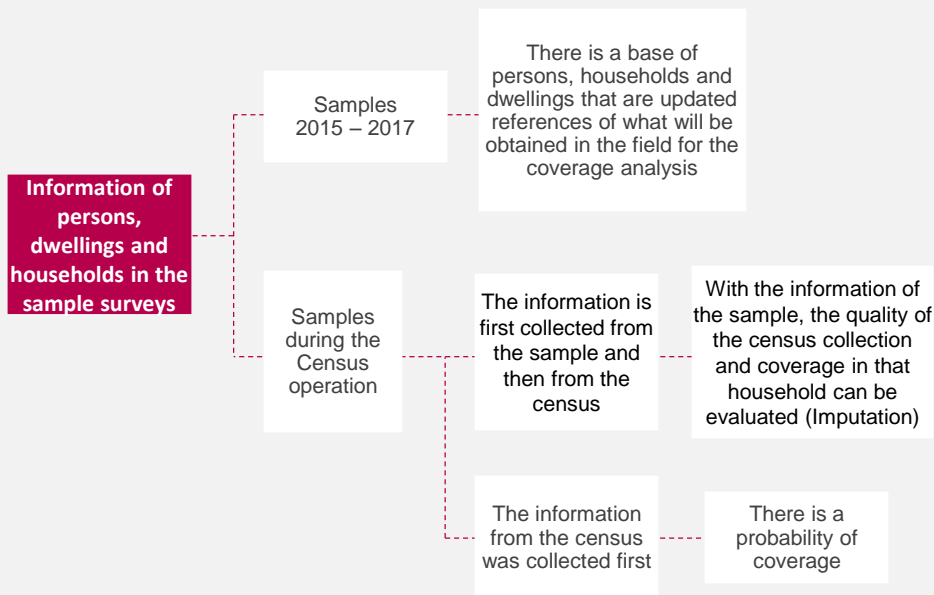 Information of
persons,
dwellings and
households in the
sample surveys
Samples
2015 – 2017
There is a base of
persons, households and
dwellings that are updated
references of what will be
obtained in the field for the
coverage analysis
Samples
during the
Census
operation
The information is
first collected from
the sample and
then from the
census
With the information of
the sample, the quality of
the census collection
and coverage in that
household can be
evaluated (Imputation)
The information
from the census
was collected first
There is a
probability of
coverage